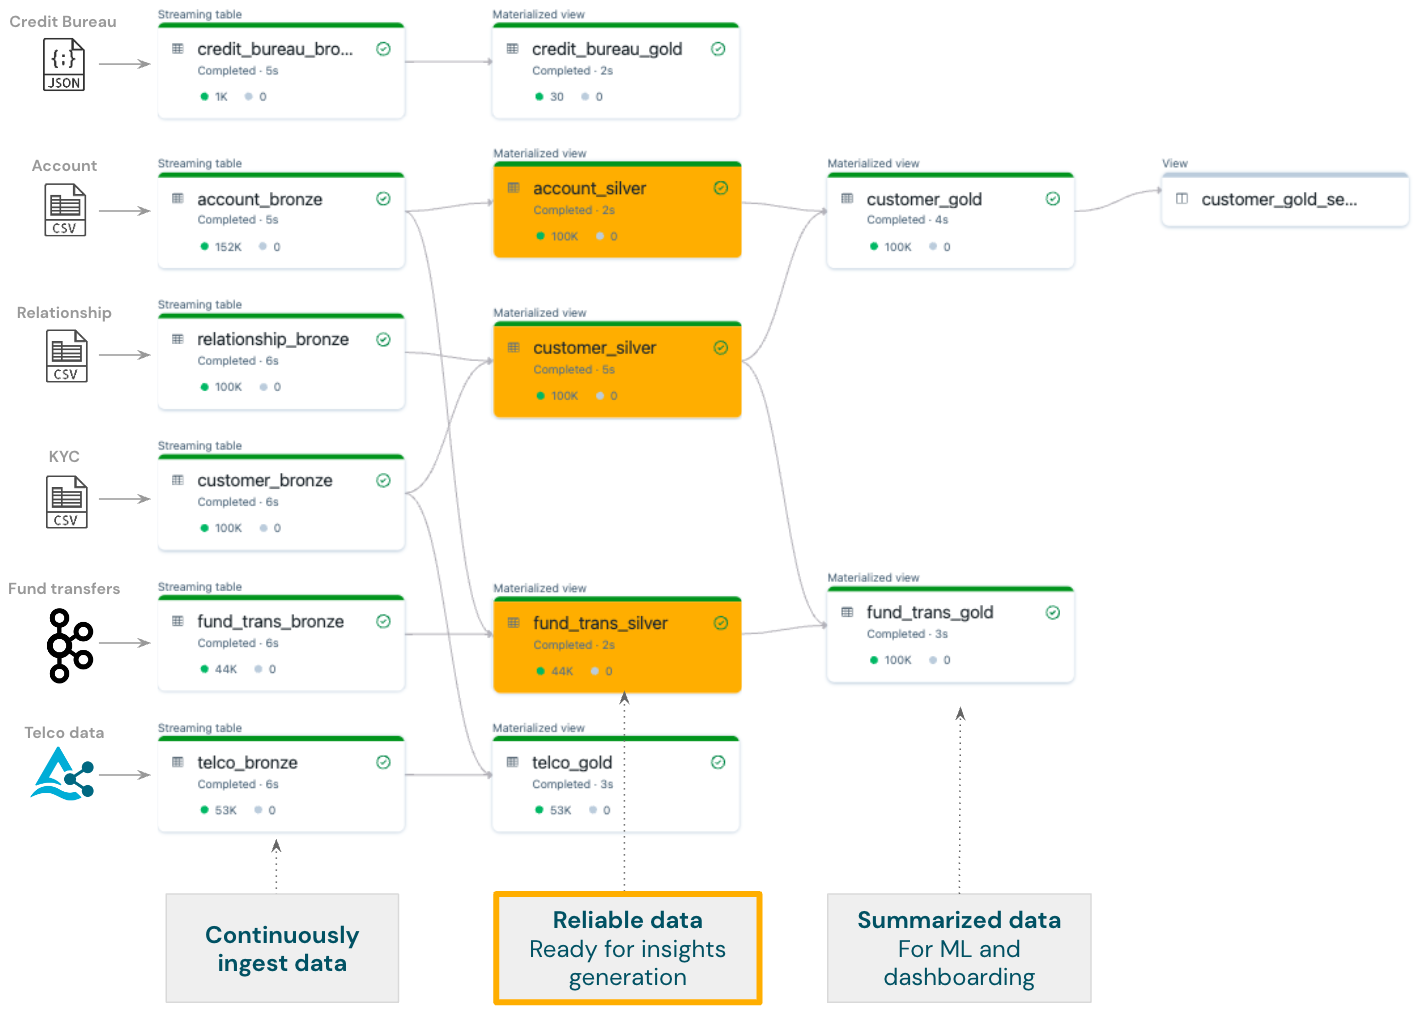 Credit Bureau
{;}
JSON
Streaming table
credit_bureau_bro...
Completed · 5s
1K 0
Materialized view
credit_bureau_gold
Completed · 2s
30 0
Account
CSV
Streaming table
account_bronze
Completed · 5s
152K 0
Materialized view
account_silver
Completed · 2s
100K 0
Materialized view
customer_gold
Completed · 4s
100K 0
View
customer_gold_se...
Relationship
CSV
Streaming table
relationship_bronze
Completed · 6s
100K 0
Materialized view
customer_silver
Completed · 5s
100K 0
KYC
CSV
Streaming table
customer_bronze
Completed · 6s
100K 0
Fund transfers
Streaming table
fund_trans_bronze
Completed · 6s
44K 0
Materialized view
fund_trans_silver
Completed · 2s
44K 0
Materialized view
fund_trans_gold
Completed · 3s
100K 0
Telco data
Streaming table
telco_bronze
Completed · 6s
53K 0
Materialized view
telco_gold
Completed · 3s
53K 0
Continuously
ingest data
Reliable data
Ready for insights
generation
Summarized data
For ML and
dashboarding